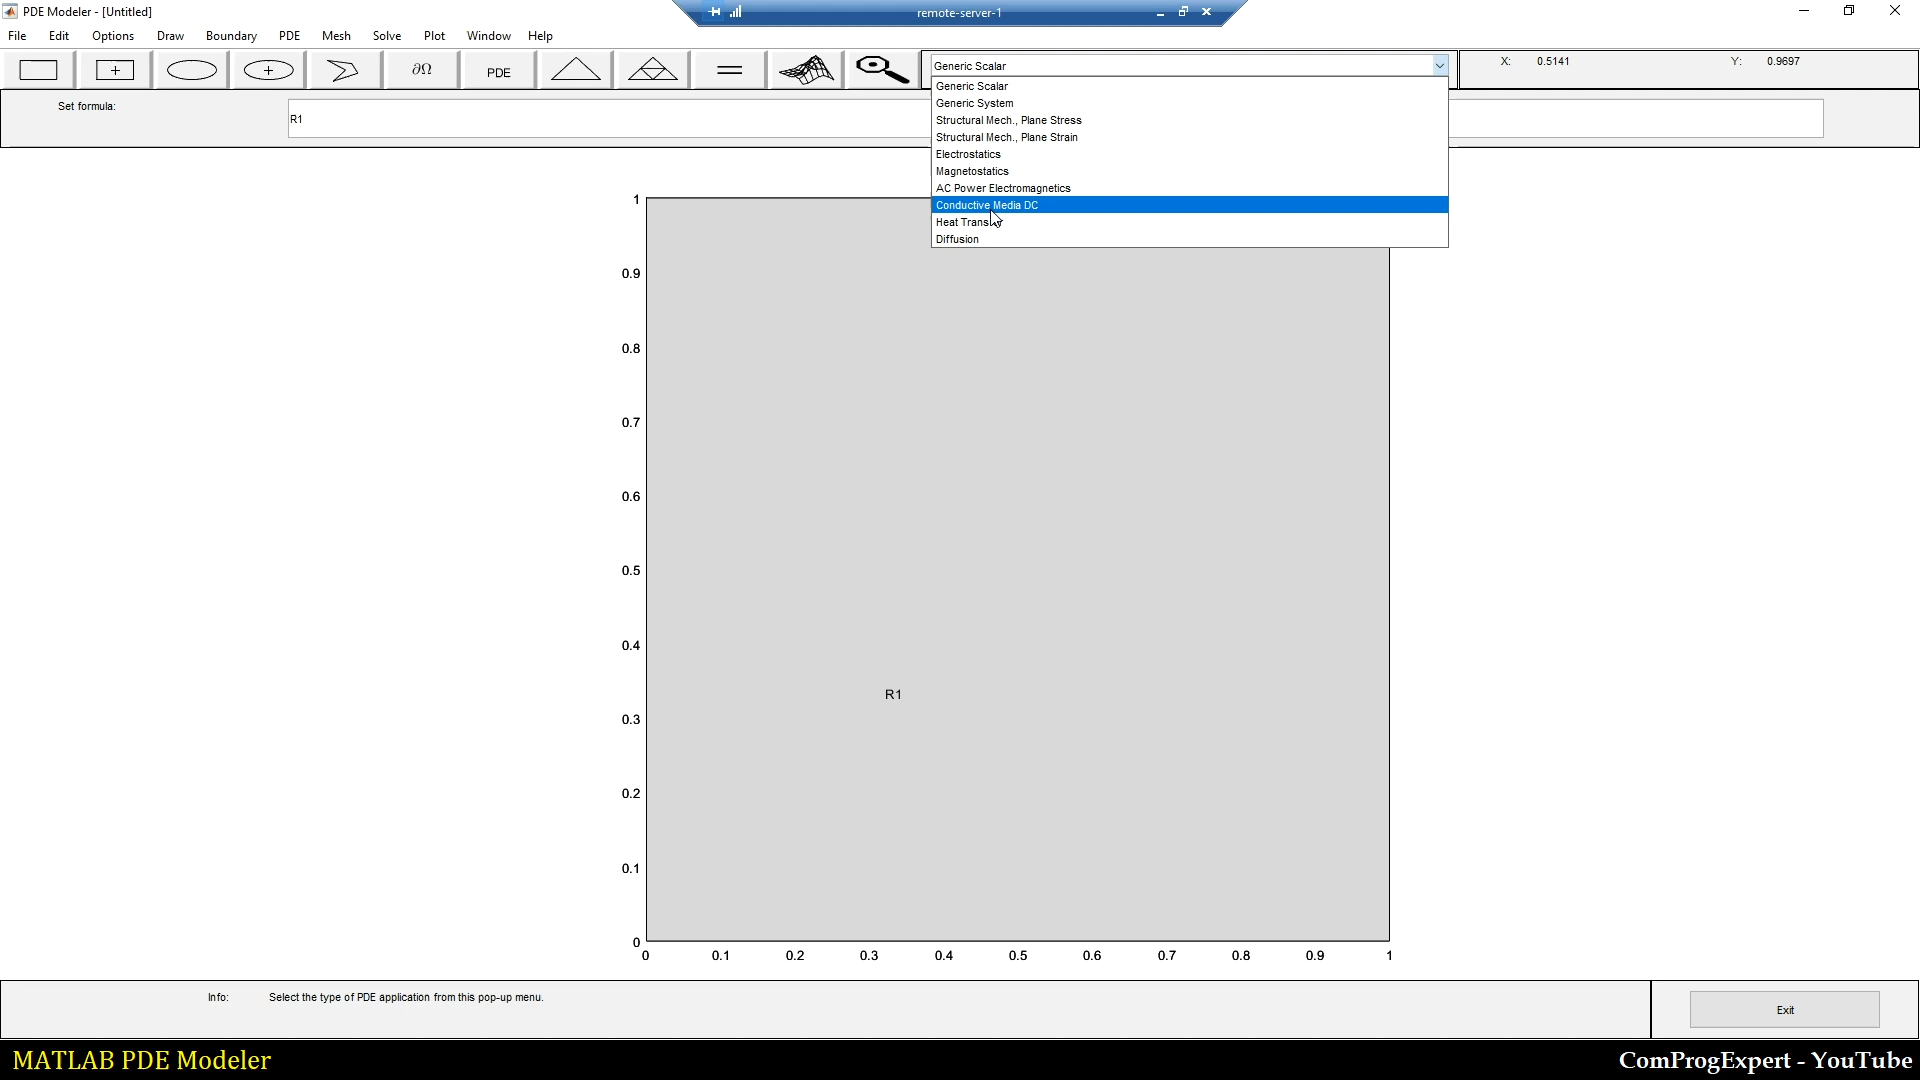 PDE Modeler - [Untitled]
remote-server-1
File Edit Options Draw Boundary PDE Mesh Solve Plot Window Help
∂Ω
PDE
Generic Scalar
X: 0.5141 Y: 0.9697
Set formula:
R1
Generic Scalar
Generic System
Structural Mech., Plane Stress
Structural Mech., Plane Strain
Electrostatics
Magnetostatics
AC Power Electromagnetics
Conductive Media DC
Heat Trans
Diffusion
1
0.9
0.8
0.7
0.6
0.5
0.4
0.3
0.2
0.1
0
R1
0 0.1 0.2 0.3 0.4 0.5 0.6 0.7 0.8 0.9 1
Info: Select the type of PDE application from this pop-up menu.
Exit
MATLAB PDE Modeler
ComProgExpert - YouTube